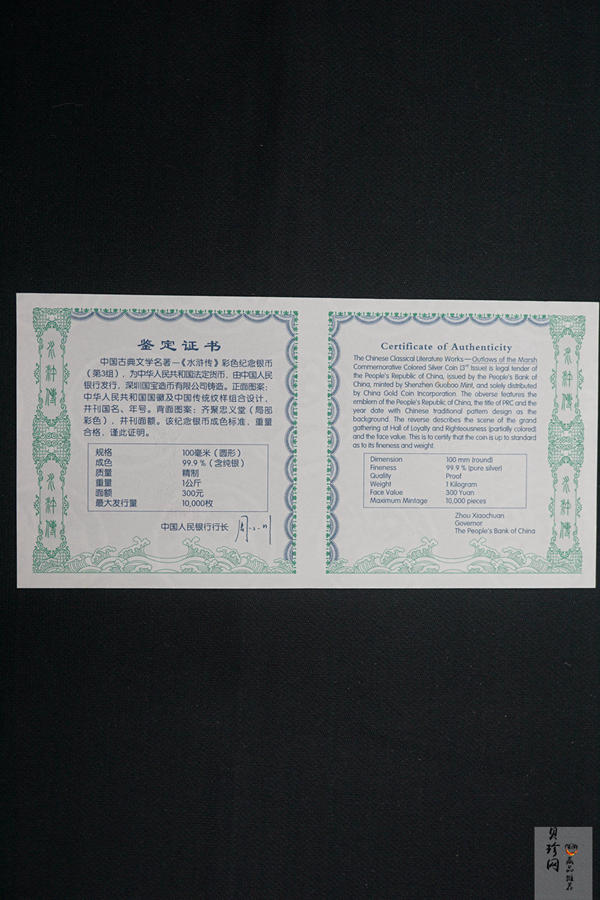 鉴定证书
中国古典文学名著—《水浒传》彩色纪念银币
(第3组),为中华人民共和国法定货币,由中国人民
银行发行,深圳国宝造币有限公司铸造。正面图案:
中华人民共和国国徽及中国传统纹样组合设计,
并刊国名、年号。背面图案:齐聚忠义堂(局部
彩色),并刊面额。该纪念银币成色标准,重量
合格,谨此证明。
规格 100毫米(圆形)
成色 99.9%(含纯银)
质量 精制
重量 1公斤
面额 300元
最大发行量 10,000枚
中国人民银行行长
水浒传
水浒传
Certificate of Authenticity
The Chinese Classical Literature Works—Outlaws of the Marsh
Commemorative Colored Silver Coin (3rd Issue) is legal tender of
the People's Republic of China, issued by the People's Bank of
China, minted by Shenzhen Guobao Mint, and solely distributed
by China Gold Coin Incorporation. The obverse features the
emblem of the People's Republic of China, the title of PRC and the
year date with Chinese traditional pattern design as the
background. The reverse describes the scene of the grand
gathering at Hall of Loyalty and Righteousness (partially colored)
and the face value. This is to certify that the coin is up to standard
as to its fineness and weight.
Dimension 100 mm (round)
Fineness 99.9 % (pure silver)
Quality Proof
Weight 1 Kilogram
Face Value 300 Yuan
Maximum Mintage 10,000 pieces
Zhou Xiaochuan
Governor
The People's Bank of China
水浒传
水浒传
贝珍网
藏品推荐